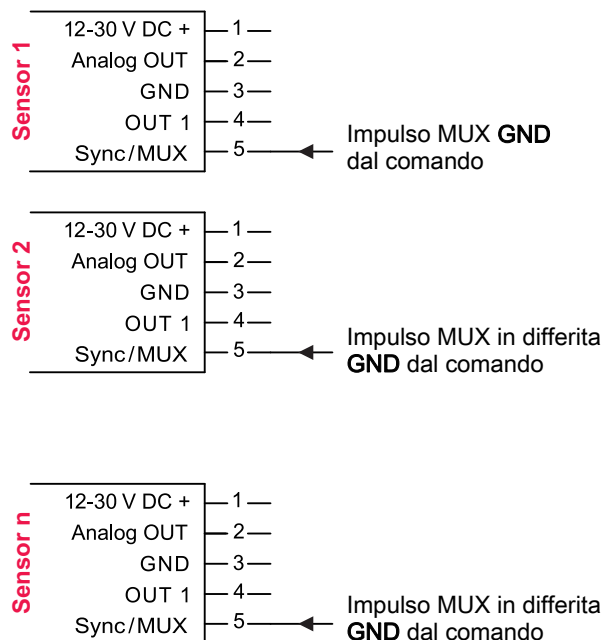 Sensor 1
12-30 V DC + 1
Analog OUT 2
GND 3
OUT 1 4
Sync/MUX 5
Impulso MUX GND
dal comando
Sensor 2
12-30 V DC + 1
Analog OUT 2
GND 3
OUT 1 4
Sync/MUX 5
Impulso MUX in differita
GND dal comando
Sensor n
12-30 V DC + 1
Analog OUT 2
GND 3
OUT 1 4
Sync/MUX 5
Impulso MUX in differita
GND dal comando